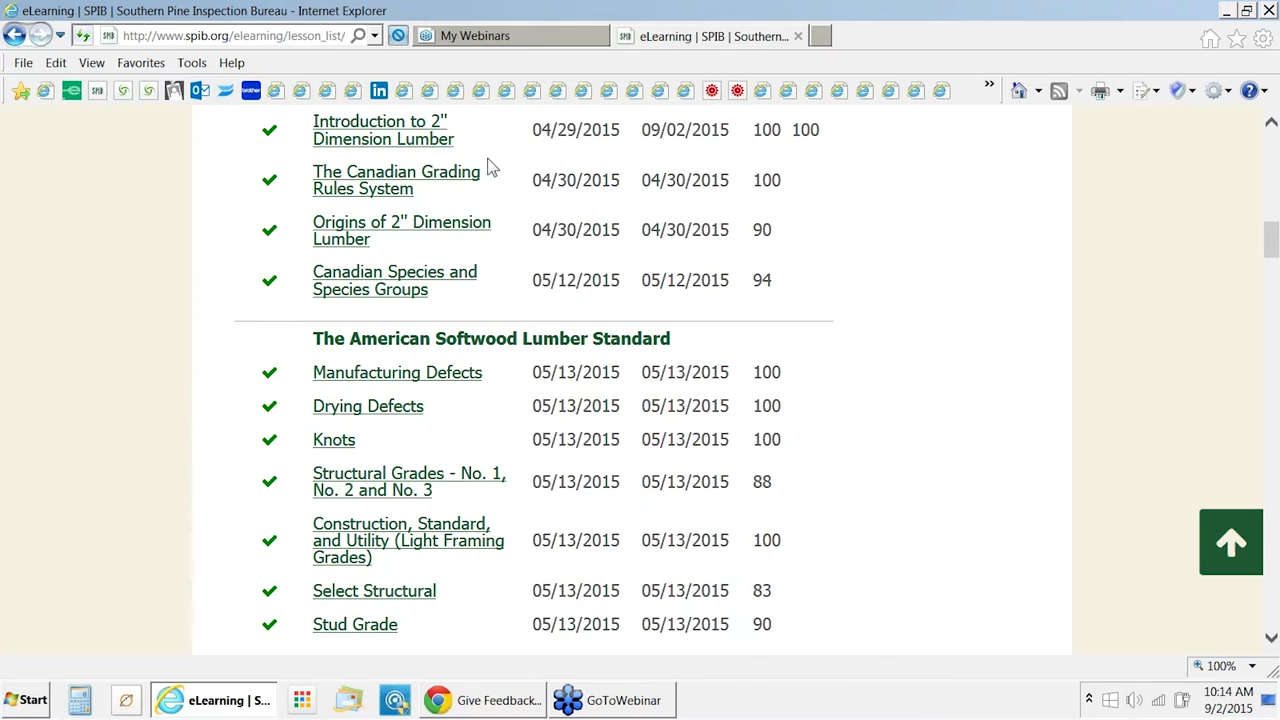 eLearning | SPIB | Southern Pine Inspection Bureau - Internet Explorer
http://www.spib.org/elearning/lesson_list/
My Webinars
SPIB eLearning | SPIB | Southern...
File Edit View Favorites Tools Help
SPIB
brother
in
»
Introduction to 2"
Dimension Lumber 04/29/2015 09/02/2015 100 100
The Canadian Grading
Rules System 04/30/2015 04/30/2015 100
Origins of 2" Dimension
Lumber 04/30/2015 04/30/2015 90
Canadian Species and
Species Groups 05/12/2015 05/12/2015 94
The American Softwood Lumber Standard
Manufacturing Defects 05/13/2015 05/13/2015 100
Drying Defects 05/13/2015 05/13/2015 100
Knots 05/13/2015 05/13/2015 100
Structural Grades - No. 1,
No. 2 and No. 3 05/13/2015 05/13/2015 88
Construction, Standard,
and Utility (Light Framing
Grades) 05/13/2015 05/13/2015 100
Select Structural 05/13/2015 05/13/2015 83
Stud Grade 05/13/2015 05/13/2015 90
100%
Start
eLearning | S...
Give Feedback...
GoToWebinar
10:14 AM
9/2/2015